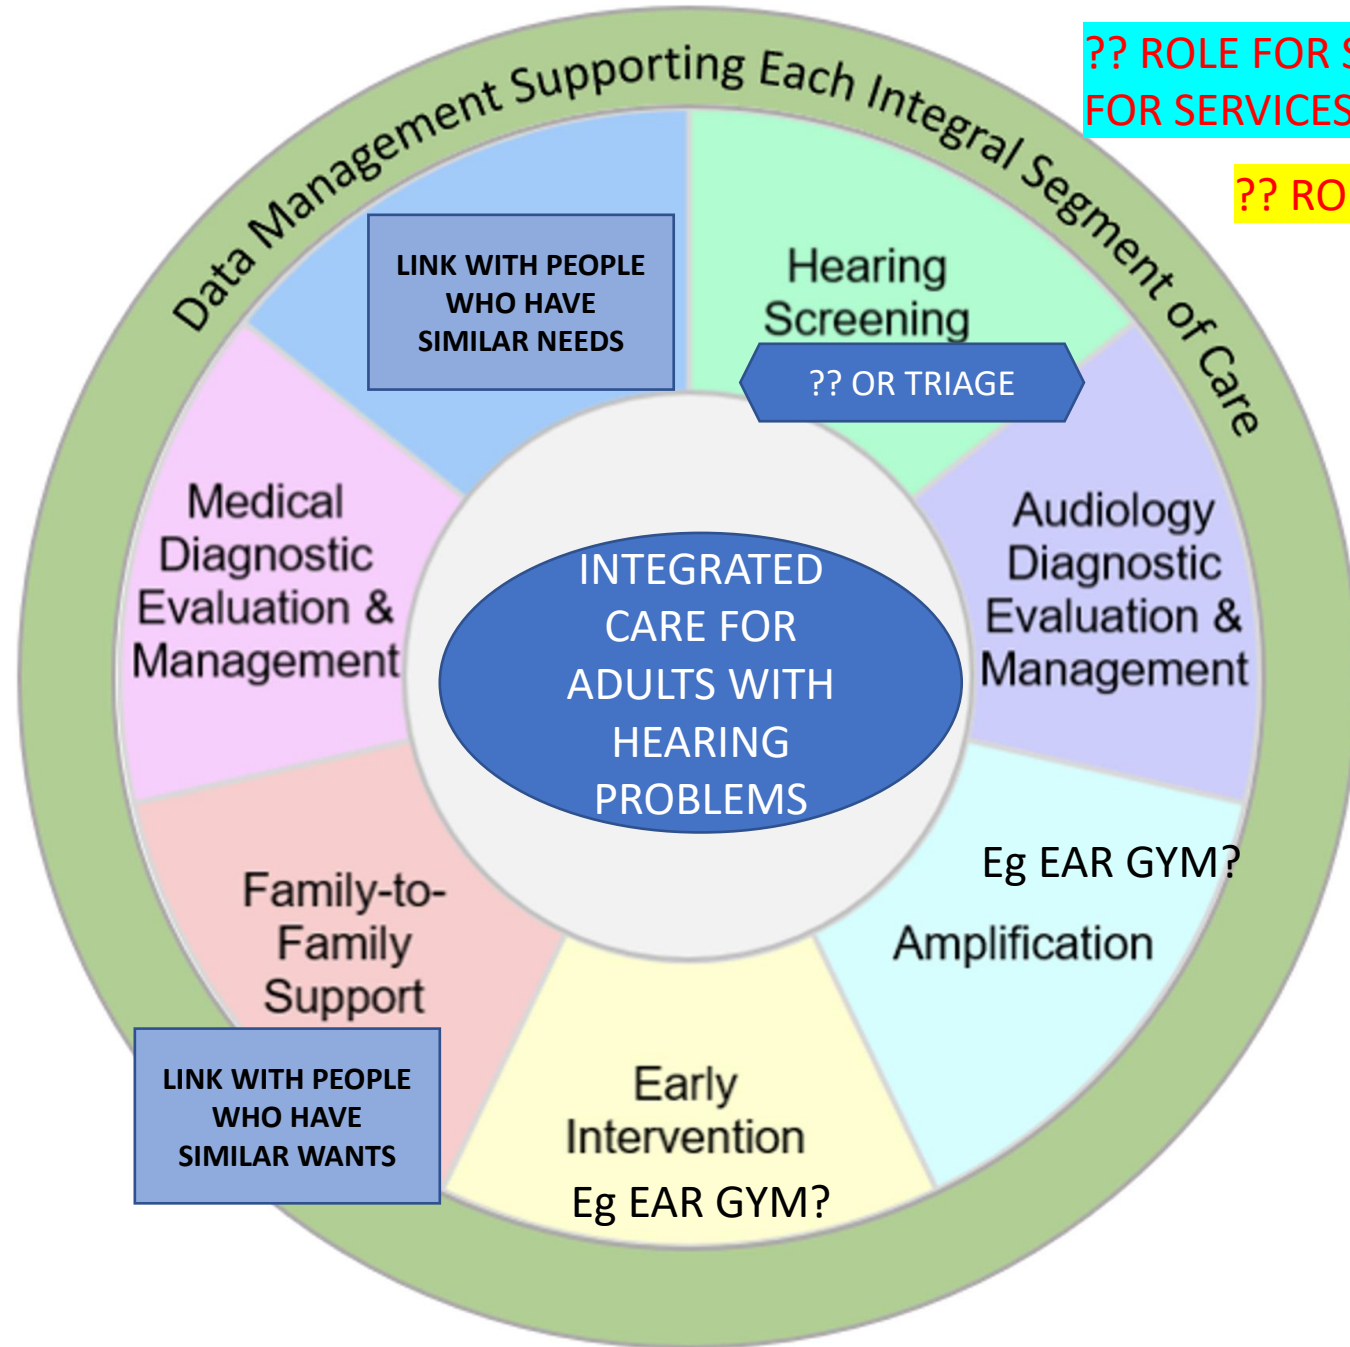 Data Management Supporting Each Integral Segment of Care
?? ROLE FOR
FOR SERVICES
??
LINK WITH PEOPLE
WHO HAVE
SIMILAR NEEDS
Hearing
Screening
?? OR TRIAGE
Medical
Diagnostic
Evaluation &
Management
Audiology
Diagnostic
Evaluation &
Management
INTEGRATED
CARE FOR
ADULTS WITH
HEARING
PROBLEMS
Eg EAR GYM?
Amplification
Family-to-
Family
Support
LINK WITH PEOPLE
WHO HAVE
SIMILAR WANTS
Early
Intervention
Eg EAR GYM?